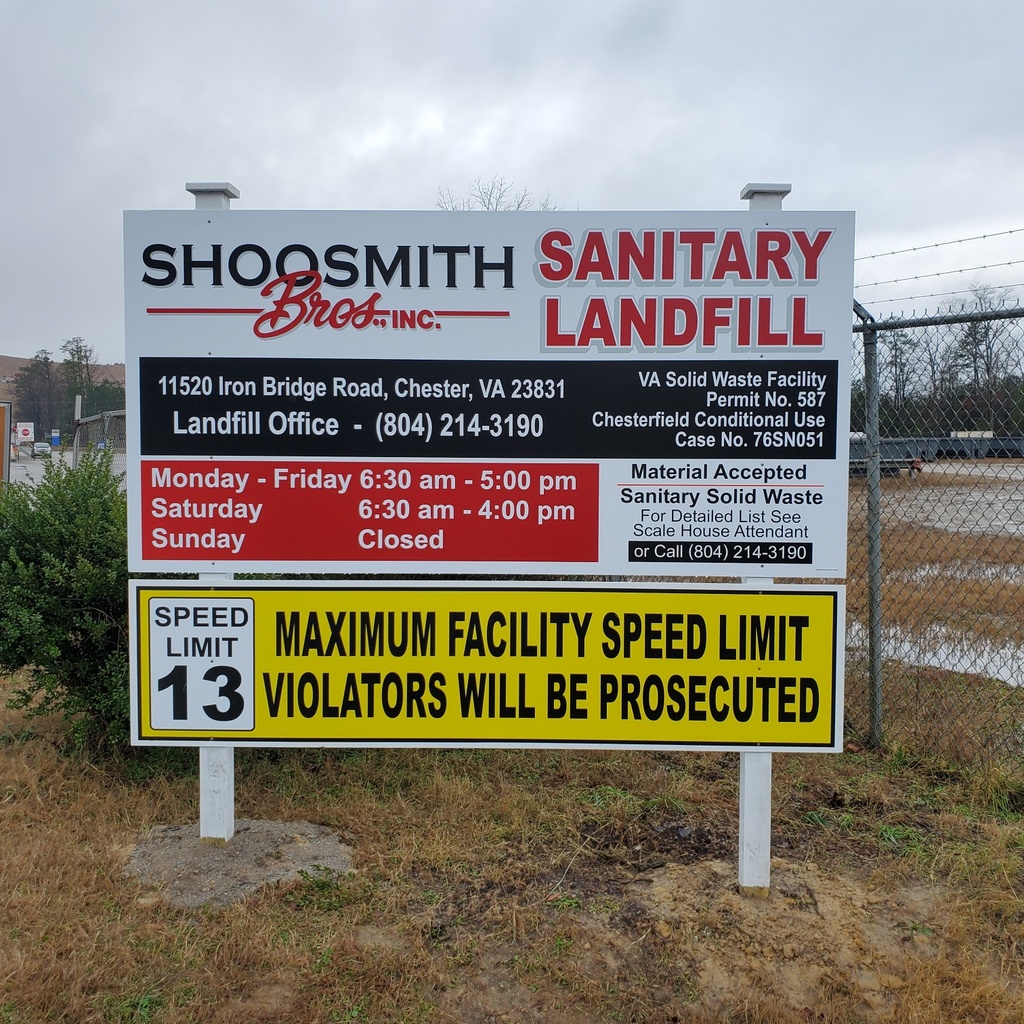 SHOOSMITH
Bros., INC.
SANITARY
LANDFILL
11520 Iron Bridge Road, Chester, VA 23831
Landfill Office - (804) 214-3190
VA Solid Waste Facility
Permit No. 587
Chesterfield Conditional Use
Case No. 76SN051
Monday - Friday 6:30 am - 5:00 pm
Saturday 6:30 am - 4:00 pm
Sunday Closed
Material Accepted
Sanitary Solid Waste
For Detailed List See
Scale House Attendant
or Call (804) 214-3190
SPEED
LIMIT
13
MAXIMUM FACILITY SPEED LIMIT
VIOLATORS WILL BE PROSECUTED